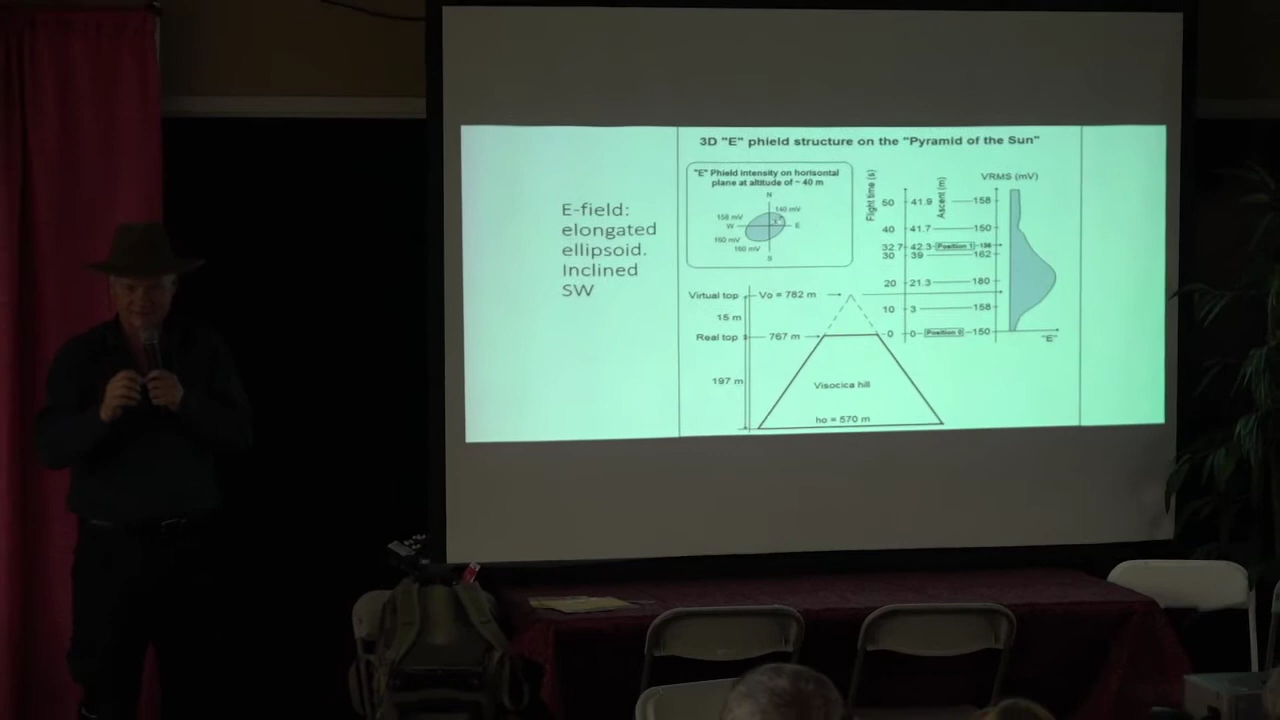 E-field:
elongated
ellipsoid.
Inclined
SW
3D "E" phield structure on the "Pyramid of the Sun"
"E" Phield intensity on horisontal
plane at altitude of ~ 40 m
N
140 mV
158 mV
W
E
160 mV
160 mV
S
Flight time (s)
Ascent (m)
VRMS (mV)
50 41.9 158
40 41.7 150
32 7 42.3 Position 1
30 39 162
20 21.3 180
10 3 158
0 0 Position 0 150
"E"
Virtual top Vo = 782 m
15 m
Real top 767 m
197 m
Visocica hill
ho = 570 m